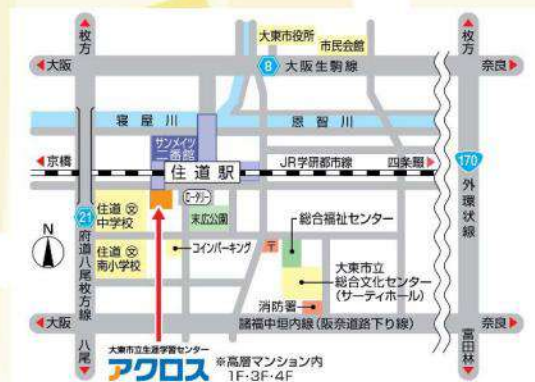 枚方
枚方
大東市役所
市民会館
大阪
8
大阪生駒線
奈良
寝屋川
恩智川
サンメイツ
二番館
京橋
住道駅
JR学研都市線
四条畷
170
外環状線
ロータリー
21
府道八尾枚方線
住道
中学校
文
末広公園
総合福祉センター
N
住道
南小学校
文
コインパーキング
〒
大東市立
総合文化センター
(サーティホール)
消防署
大阪
諸福中垣内線(阪奈道路下り線)
奈良
八尾
富田林
大東市立生涯学習センター
アクロス
※高層マンション内
1F・3F・4F